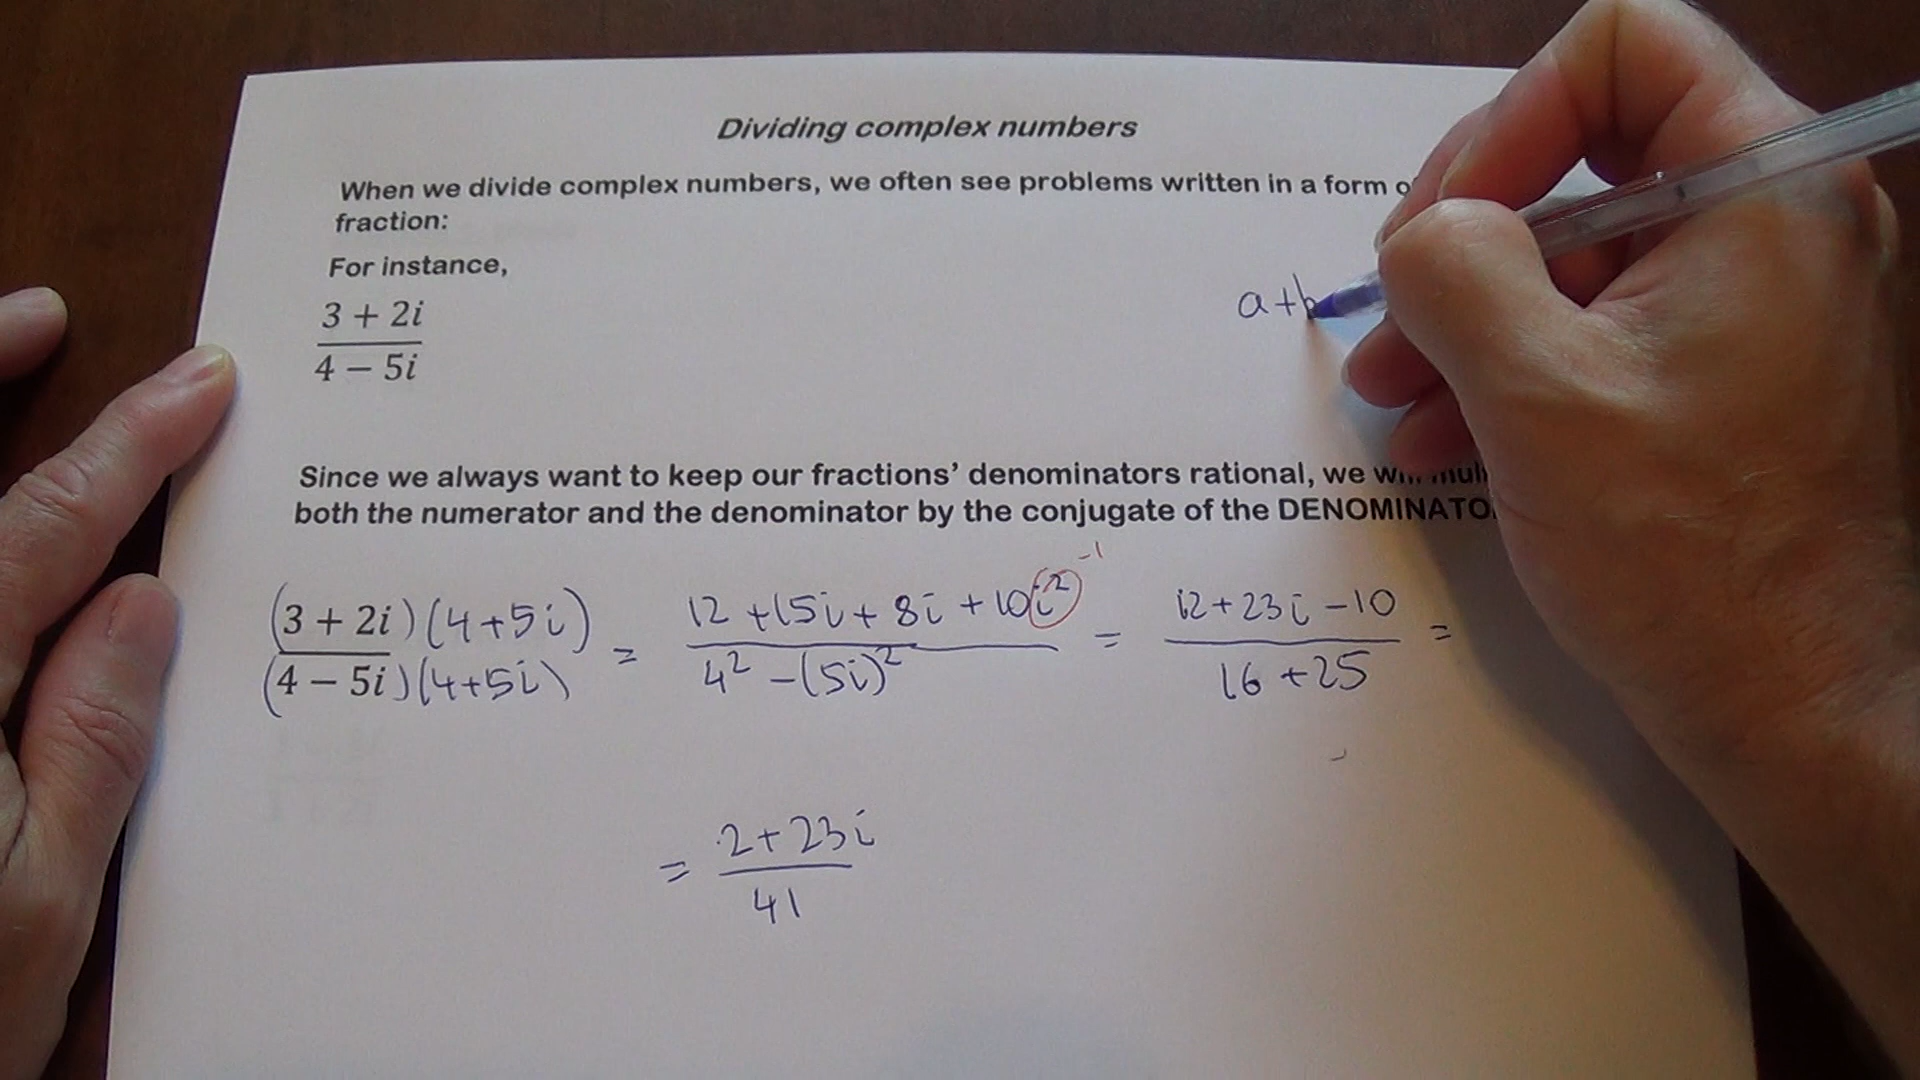 Dividing complex numbers
When we divide complex numbers, we often see problems written in a form
fraction:
For instance,
3 + 2i
4 − 5i
a+b
Since we always want to keep our fractions’ denominators rational, we
both the numerator and the denominator by the conjugate of the DENOMINATO
-1
(3 + 2i)(4+5i) = 12 +15i + 8i + 10i² = 12+23i -10 =
(4 − 5i)(4+5i) 4² -(5i)² 16 +25
= 2+23i
41